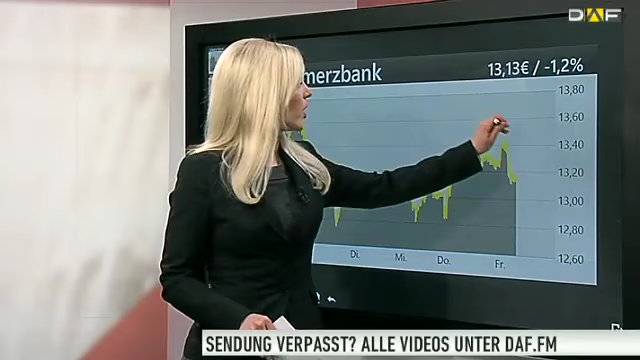 DAF
merzbank
13,13€ / -1,2%
13,80
13,60
13,40
13,20
13,00
12,80
12,60
Di.
Mi.
Do.
Fr.
SENDUNG VERPASST? ALLE VIDEOS UNTER DAF.FM